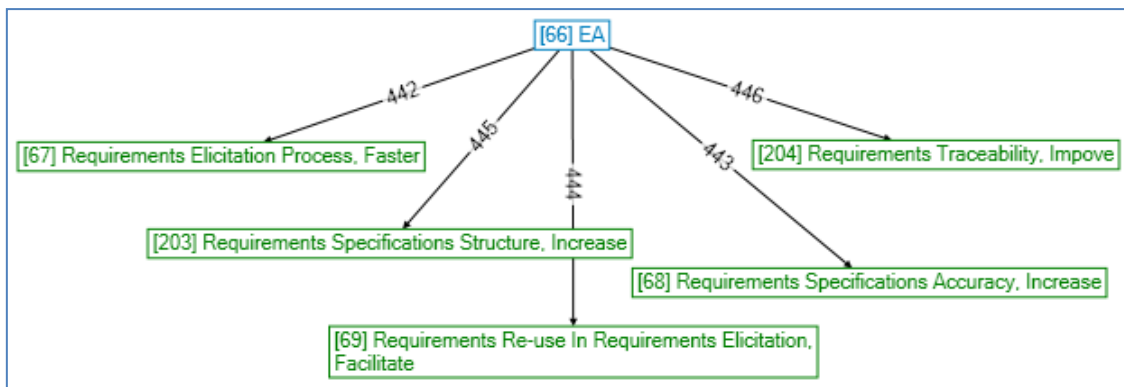 [66] EA
442
446
445
443
444
[67] Requirements Elicitation Process, Faster
[204] Requirements Traceability, Impove
[203] Requirements Specifications Structure, Increase
[68] Requirements Specifications Accuracy, Increase
[69] Requirements Re-use In Requirements Elicitation,
Facilitate